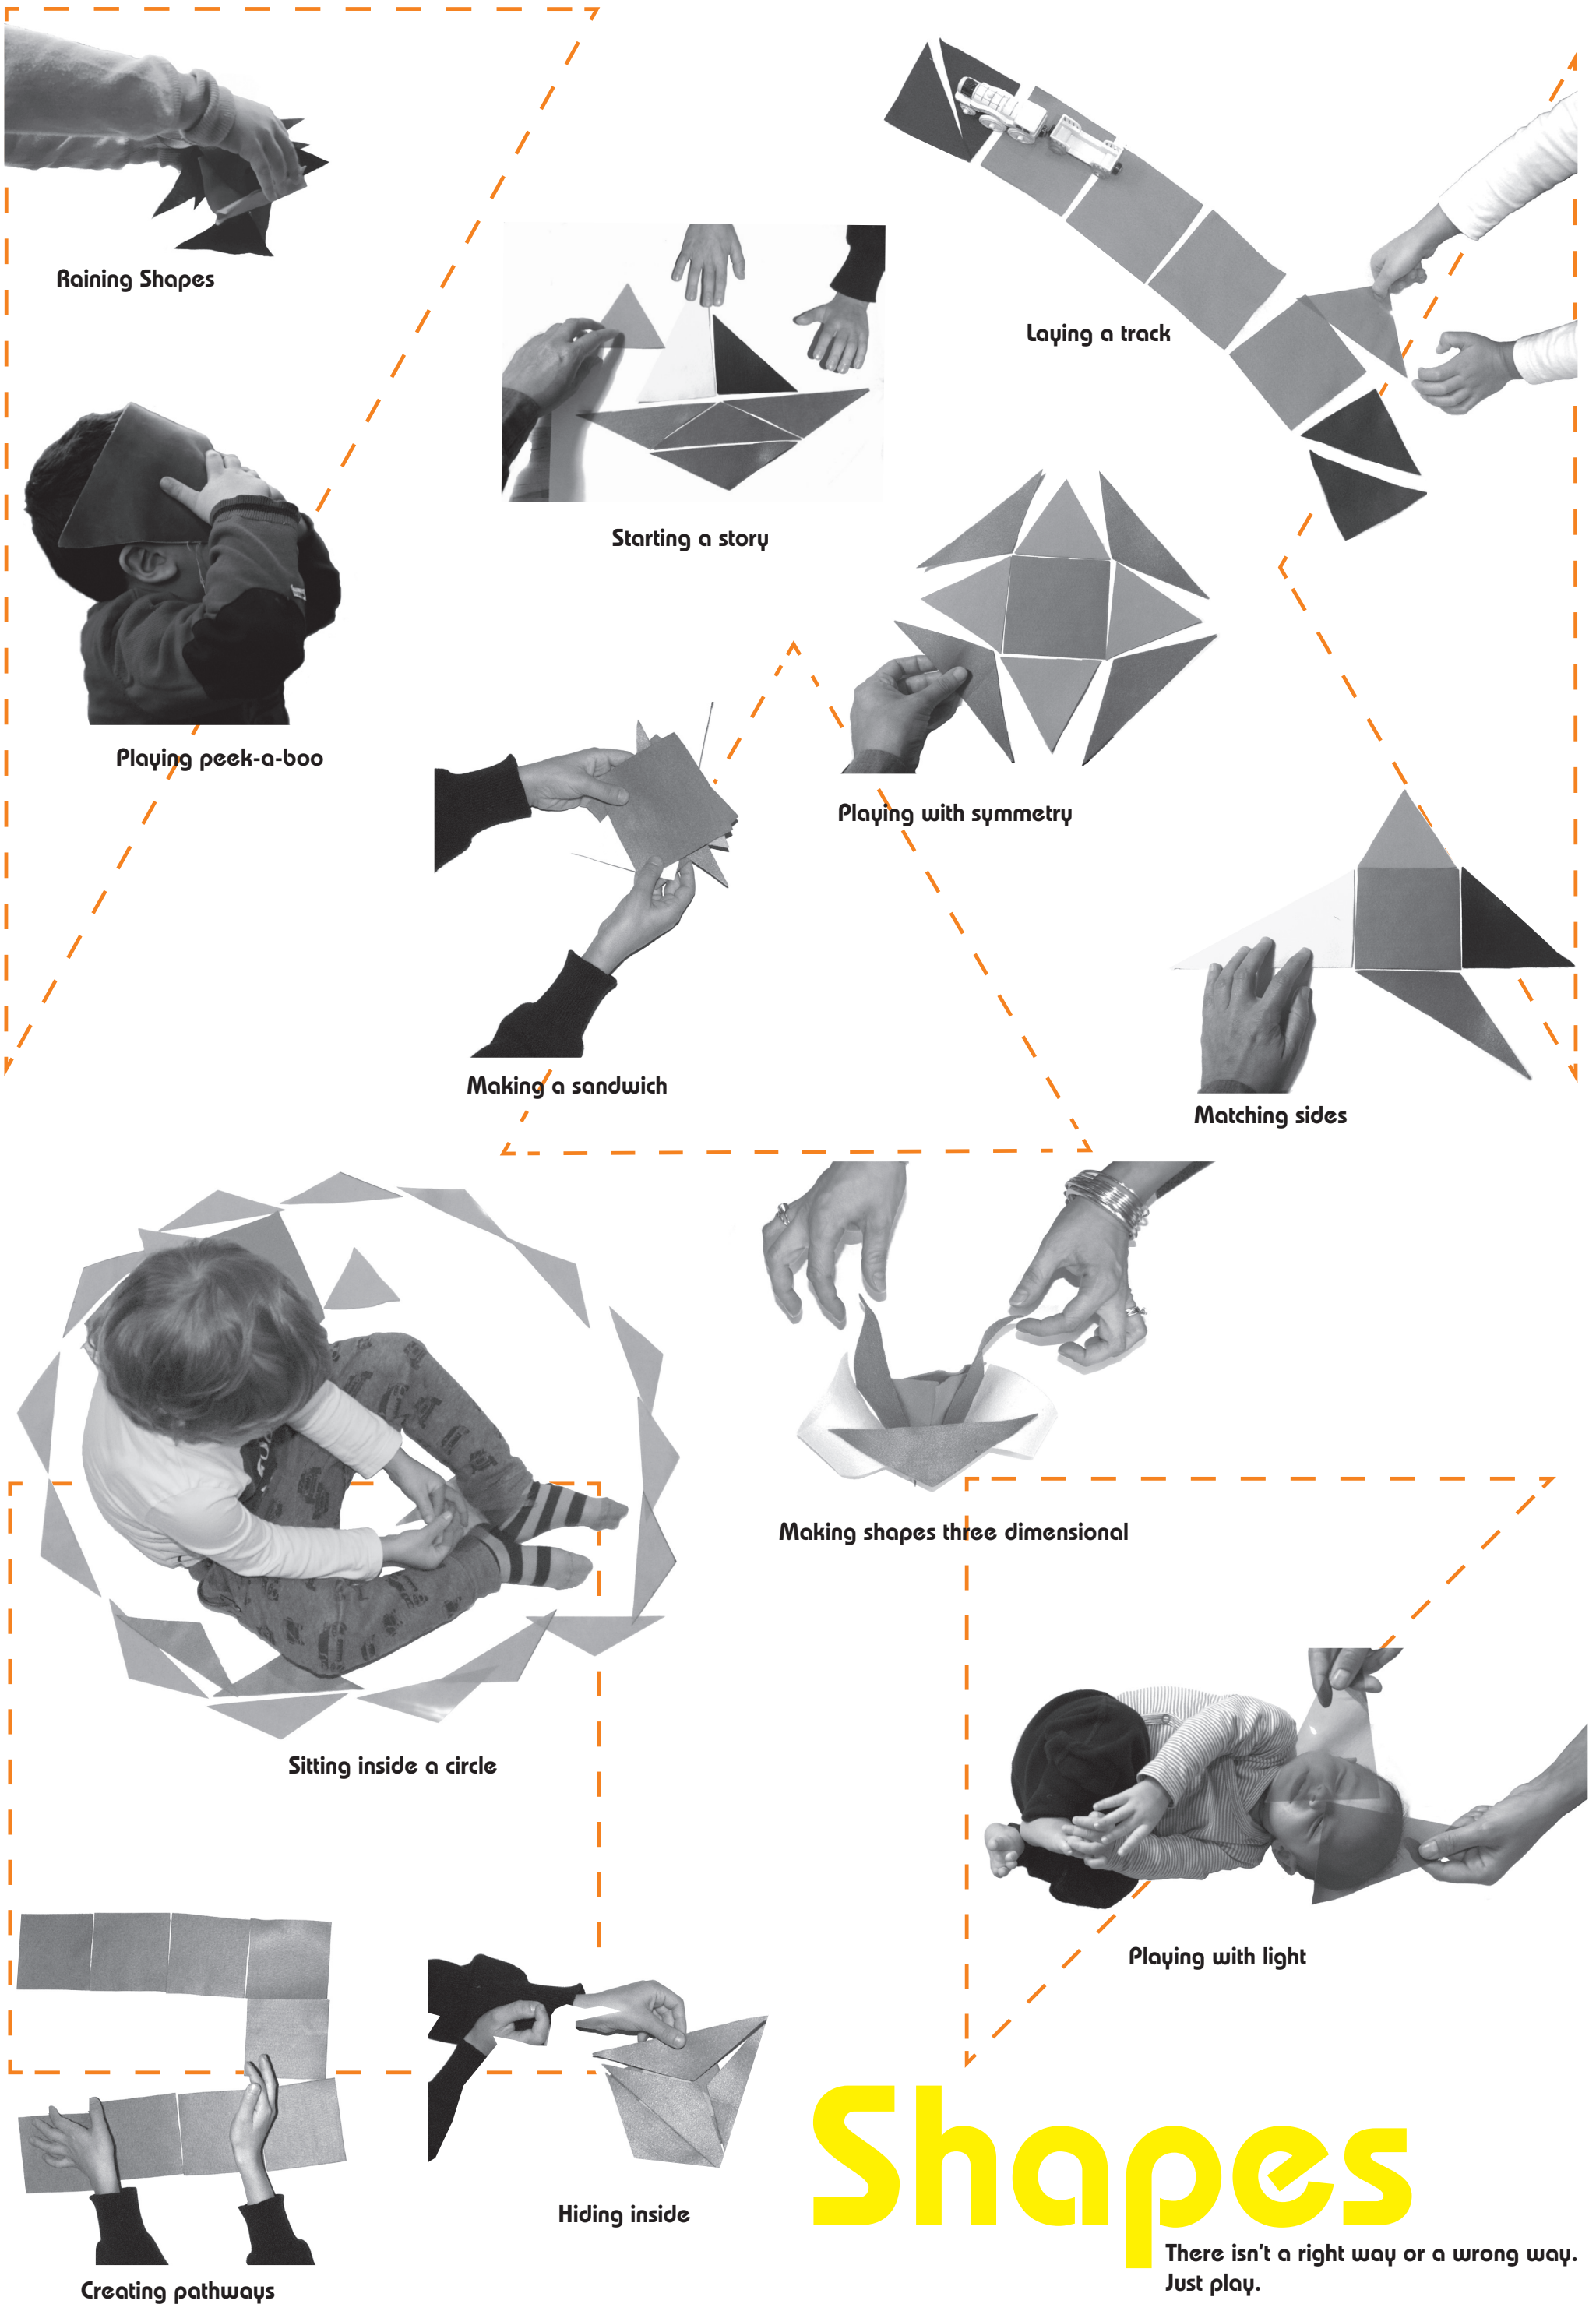 Raining Shapes
Laying a track
Starting a story
Playing peek-a-boo
Playing with symmetry
Making a sandwich
Matching sides
Making shapes three dimensional
Sitting inside a circle
Playing with light
Hiding inside
Creating pathways
Shapes
There isn't a right way or a wrong way.
Just play.